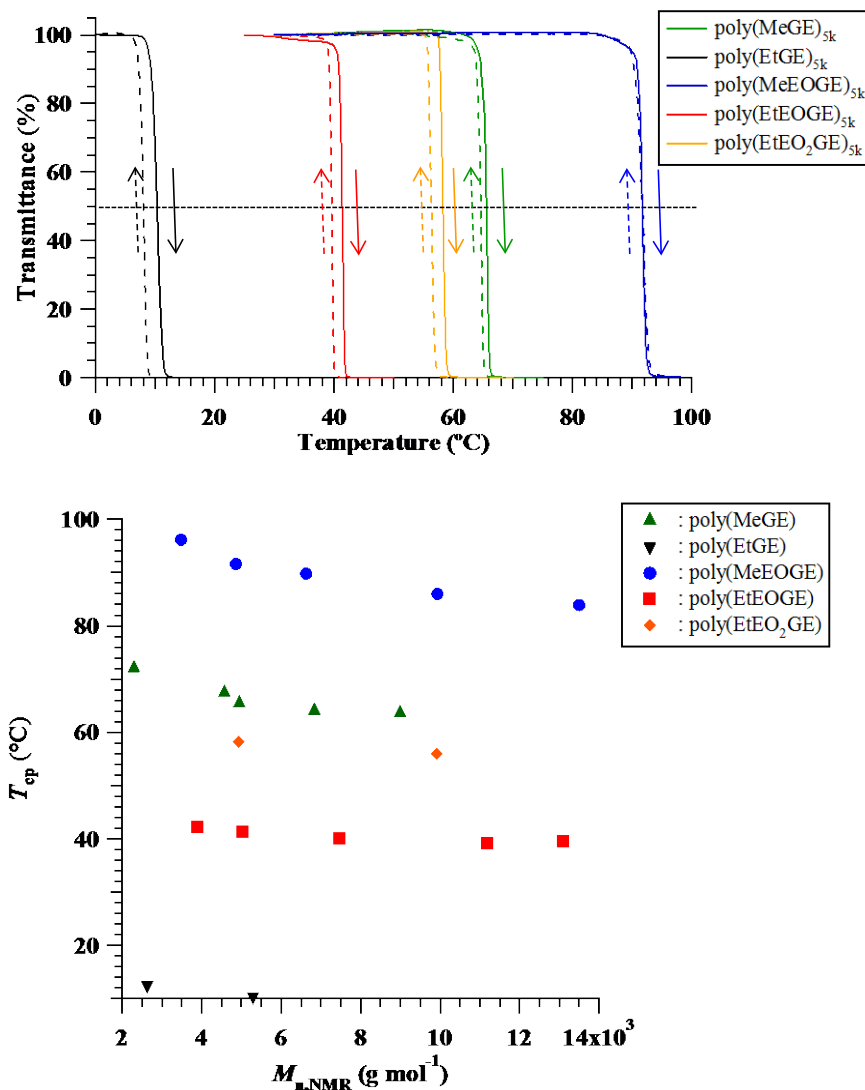 100
80
60
40
20
0
Transmittance (%)
0
20
40
60
80
100
Temperature (ºC)
poly(MeGE)5k
poly(EtGE)5k
poly(MeEOGE)5k
poly(EtEOGE)5k
poly(EtEO2GE)5k
100
80
60
40
20
Tcp (°C)
2
4
6
8
10
12
14x10³
Mn,NMR (g mol⁻¹)
: poly(MeGE)
: poly(EtGE)
: poly(MeEOGE)
: poly(EtEOGE)
: poly(EtEO2GE)